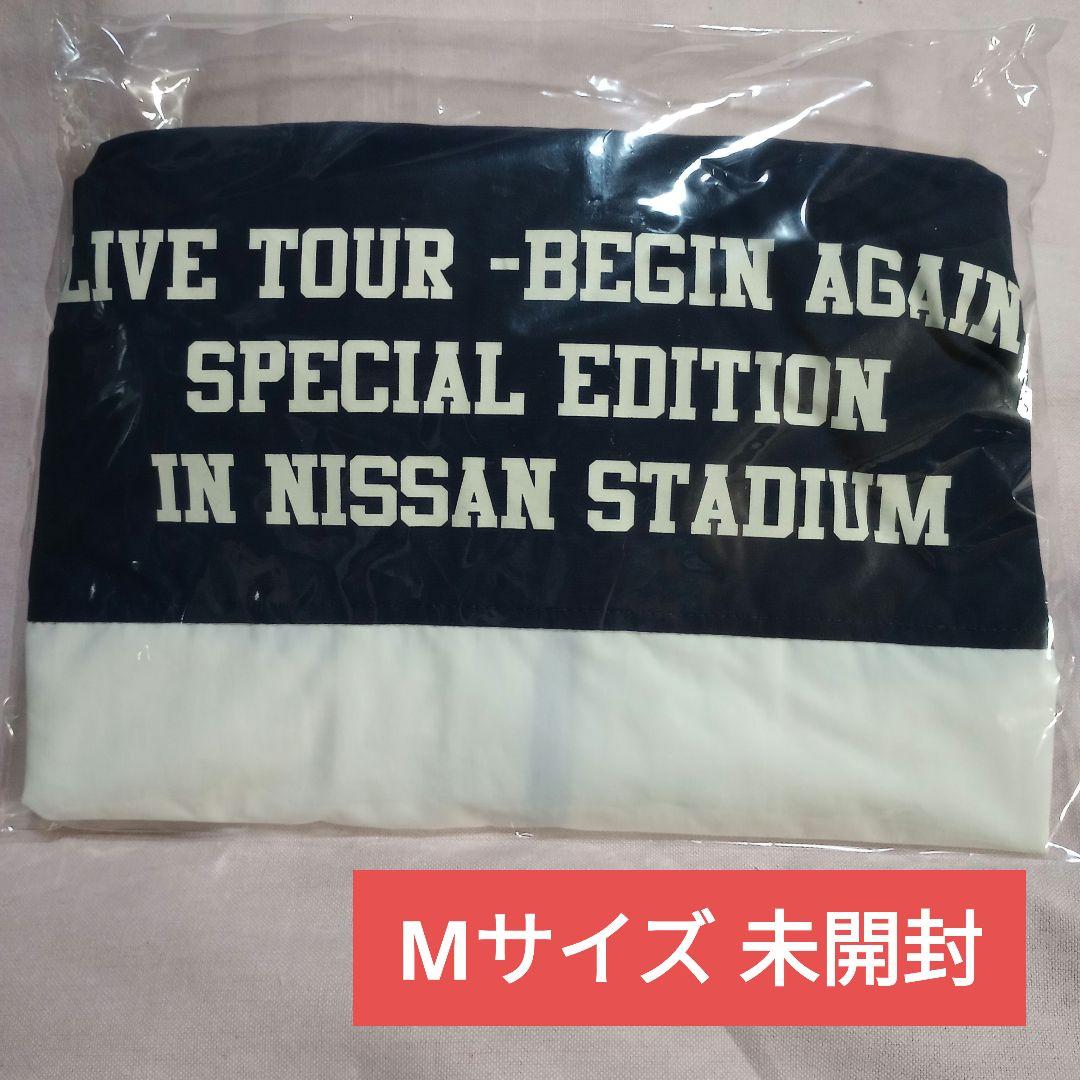 LIVE TOUR -BEGIN AGAIN
SPECIAL EDITION
IN NISSAN STADIUM
Mサイズ 未開封